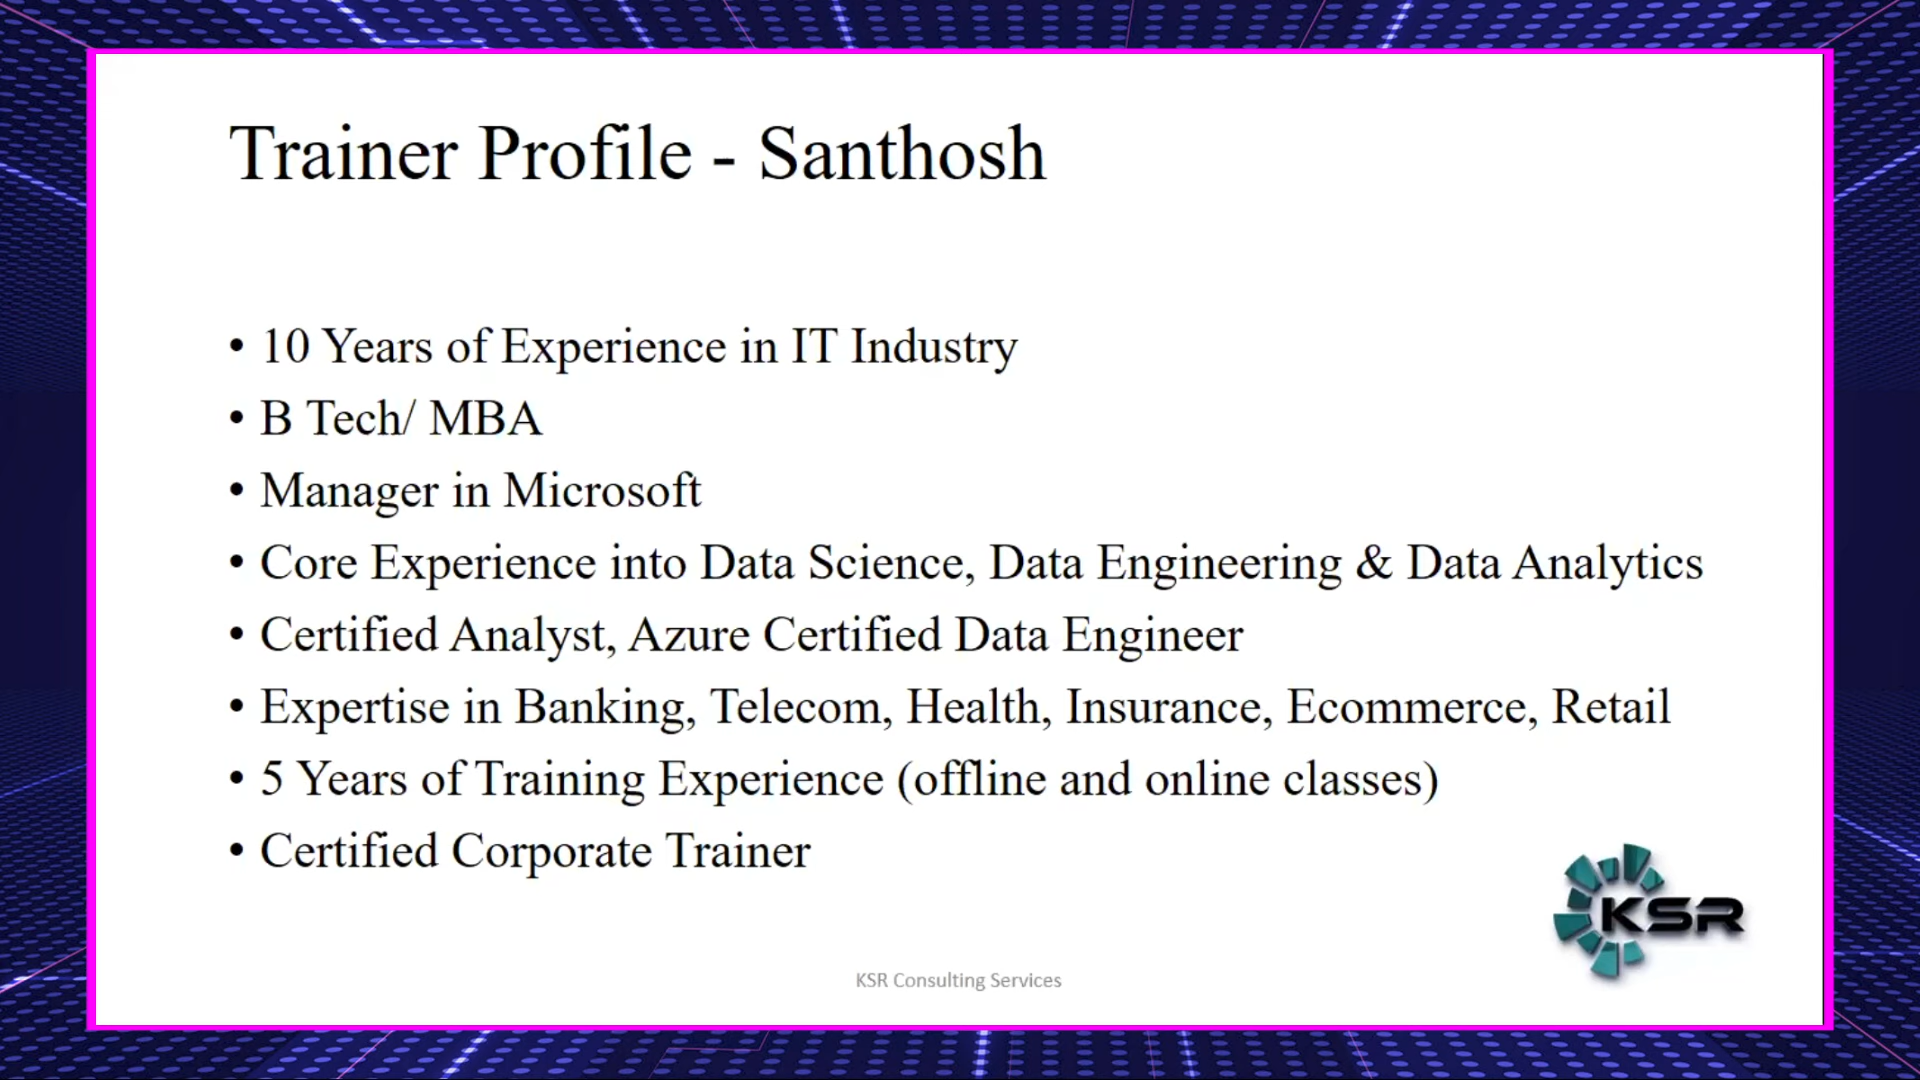 Trainer Profile - Santhosh
• 10 Years of Experience in IT Industry
• B Tech/ MBA
• Manager in Microsoft
• Core Experience into Data Science, Data Engineering & Data Analytics
• Certified Analyst, Azure Certified Data Engineer
• Expertise in Banking, Telecom, Health, Insurance, Ecommerce, Retail
• 5 Years of Training Experience (offline and online classes)
• Certified Corporate Trainer
KSR
KSR Consulting Services